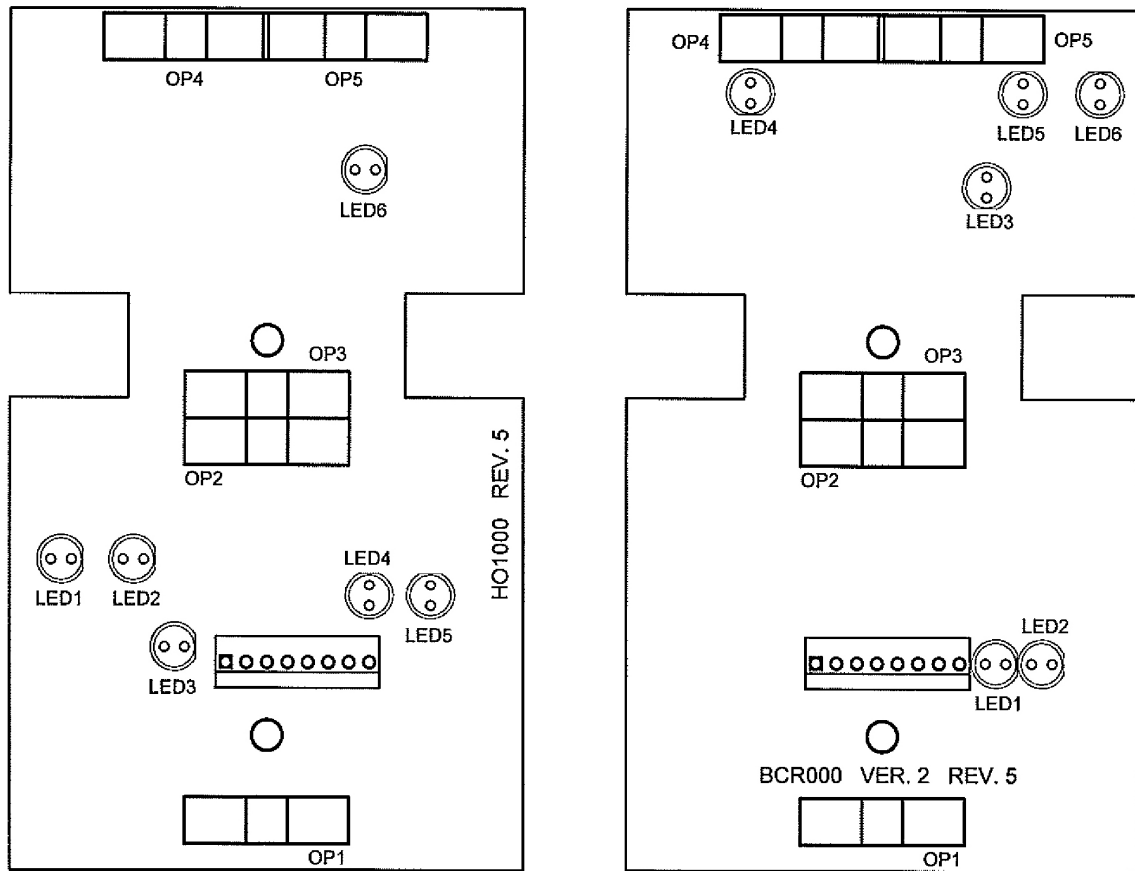 OP4
OP5
LED6
OP3
OP2
HO1000 REV. 5
LED1
LED2
LED4
LED5
LED3
OP1
OP4
OP5
LED4
LED5
LED6
LED3
OP3
OP2
LED2
LED1
BCR000 VER. 2 REV. 5
OP1